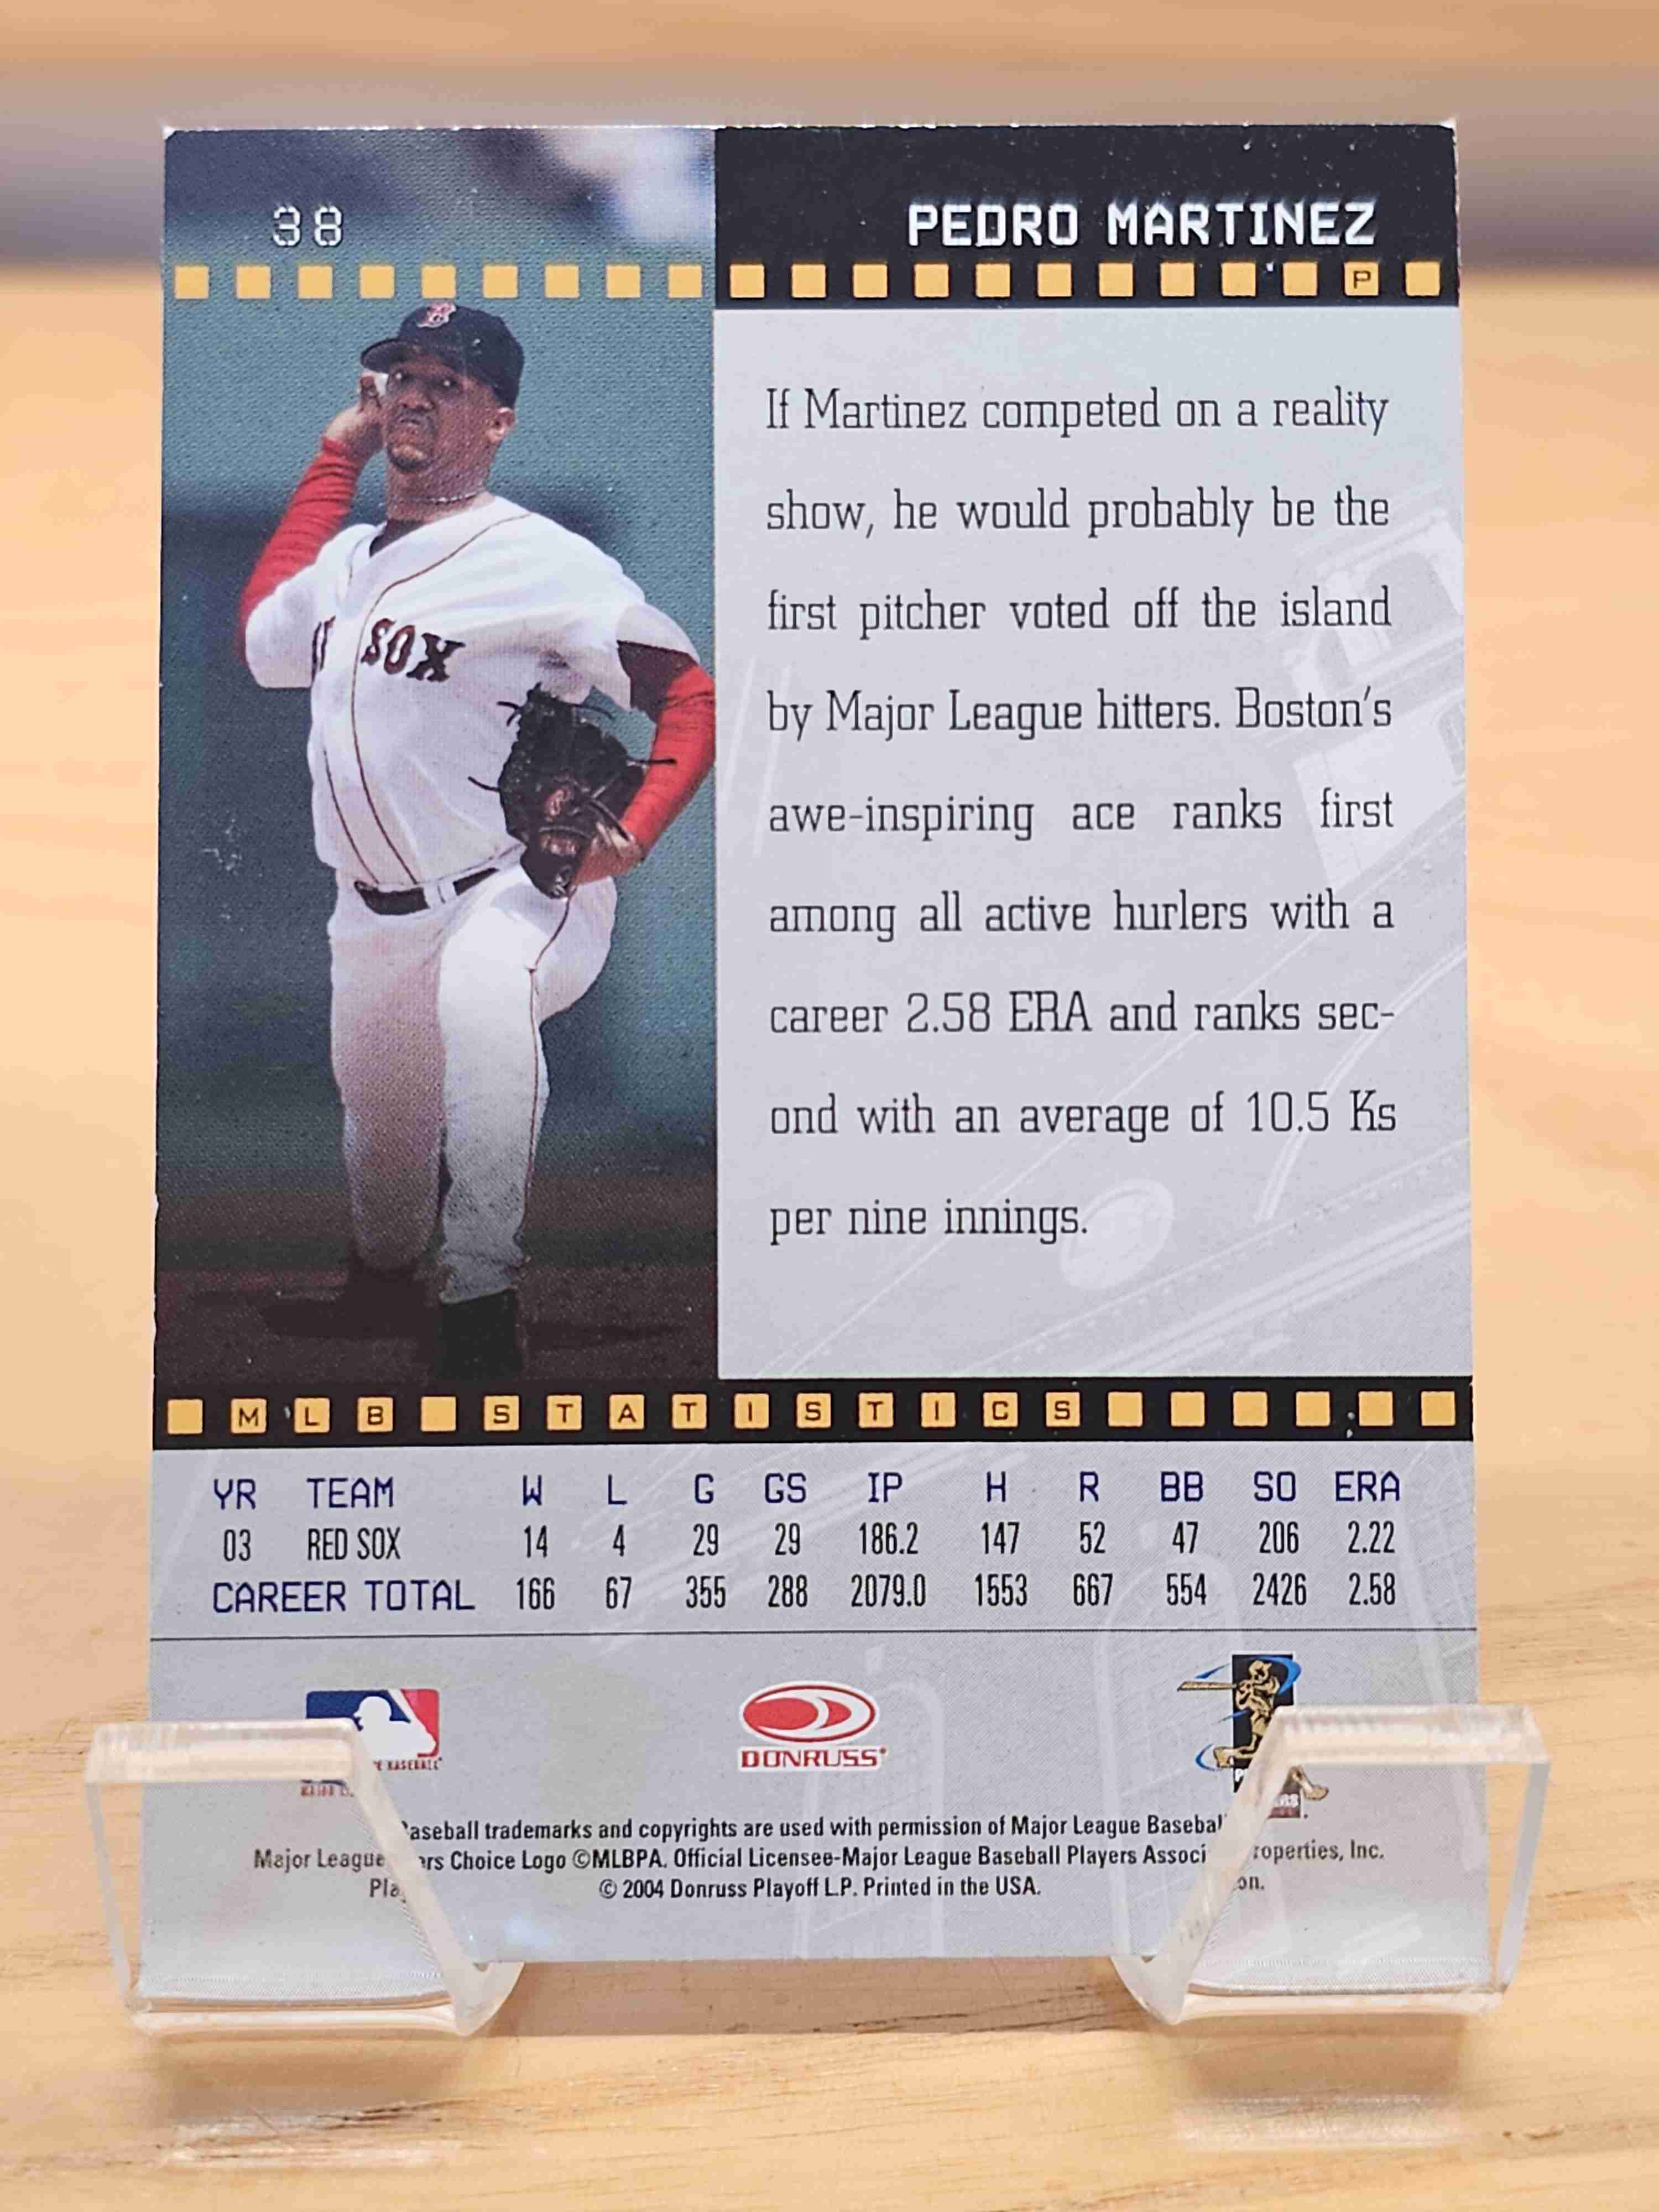 38
PEDRO MARTINEZ
P
B
SOX
If Martinez competed on a reality
show, he would probably be the
first pitcher voted off the island
by Major League hitters. Boston's
awe-inspiring ace ranks first
among all active hurlers with a
career 2.58 ERA and ranks sec-
ond with an average of 10.5 Ks
per nine innings.
MLB STATISTICS
YR TEAM W L G GS IP H R BB SO ERA
03 RED SOX 14 4 29 29 186.2 147 52 47 206 2.22
CAREER TOTAL 166 67 355 288 2079.0 1553 667 554 2426 2.58
DONRUSS
trademarks and copyrights are used with permission of Major League
Major League Choice Logo ©MLBPA. Official Licensee-Major League Baseball Players Inc.
© 2004 Donruss Playoff L.P. Printed in the USA.